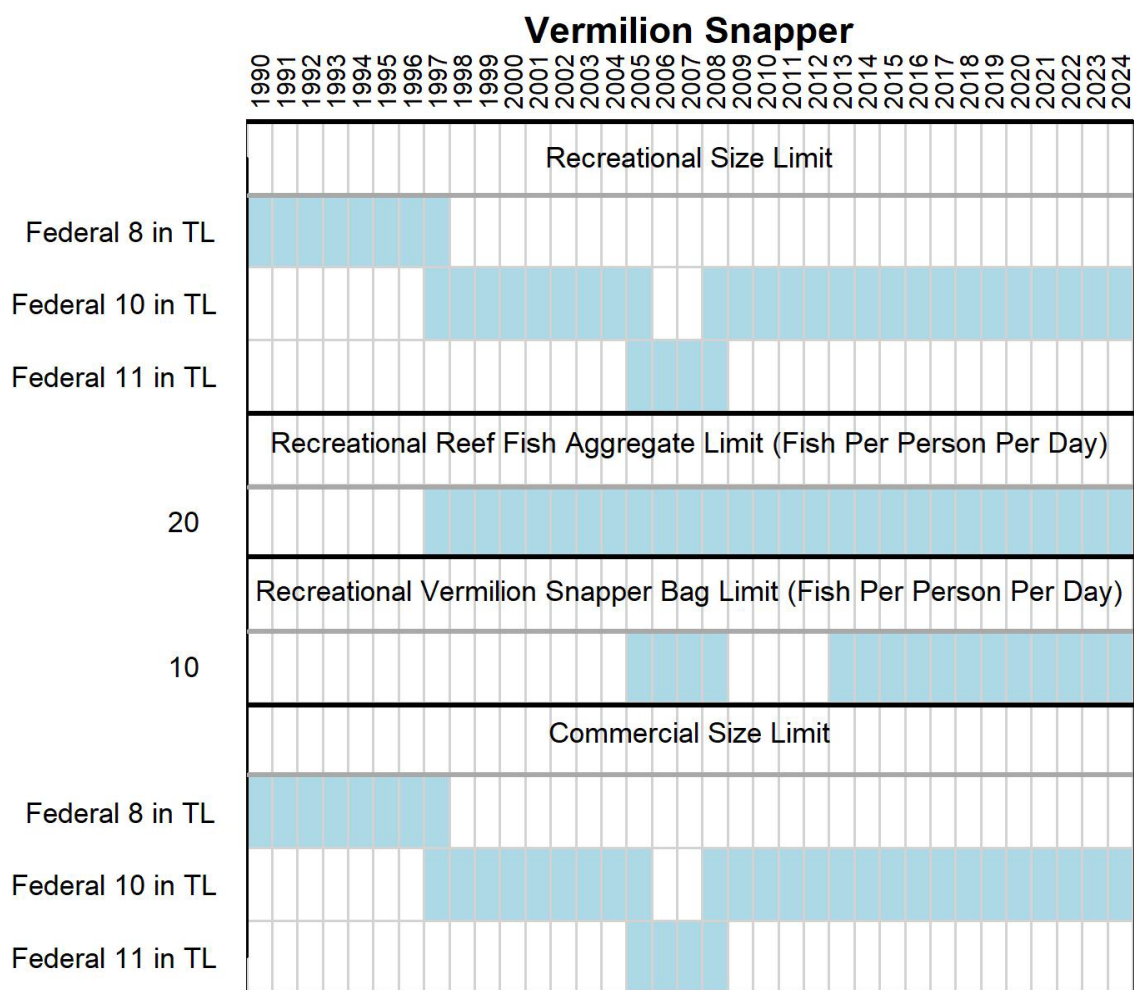 Vermilion Snapper
1990 1991 1992 1993 1994 1995 1996 1997 1998 1999 2000 2001 2002 2003 2004 2005 2006 2007 2008 2009 2010 2011 2012 2013 2014 2015 2016 2017 2018 2019 2020 2021 2022 2023 2024
Recreational Size Limit
Federal 8 in TL
Federal 10 in TL
Federal 11 in TL
Recreational Reef Fish Aggregate Limit (Fish Per Person Per Day)
20
Recreational Vermilion Snapper Bag Limit (Fish Per Person Per Day)
10
Commercial Size Limit
Federal 8 in TL
Federal 10 in TL
Federal 11 in TL